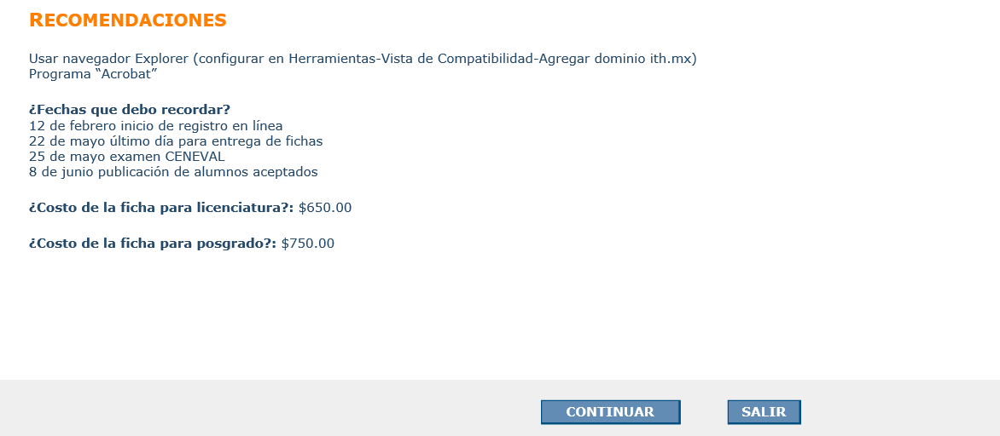 RECOMENDACIONES
Usar navegador Explorer (configurar en Herramientas-Vista de Compatibilidad-Agregar dominio ith.mx)
Programa “Acrobat”
¿Fechas que debo recordar?
12 de febrero inicio de registro en línea
22 de mayo último día para entrega de fichas
25 de mayo examen CENEVAL
8 de junio publicación de alumnos aceptados
¿Costo de la ficha para licenciatura?: $650.00
¿Costo de la ficha para posgrado?: $750.00
CONTINUAR SALIR